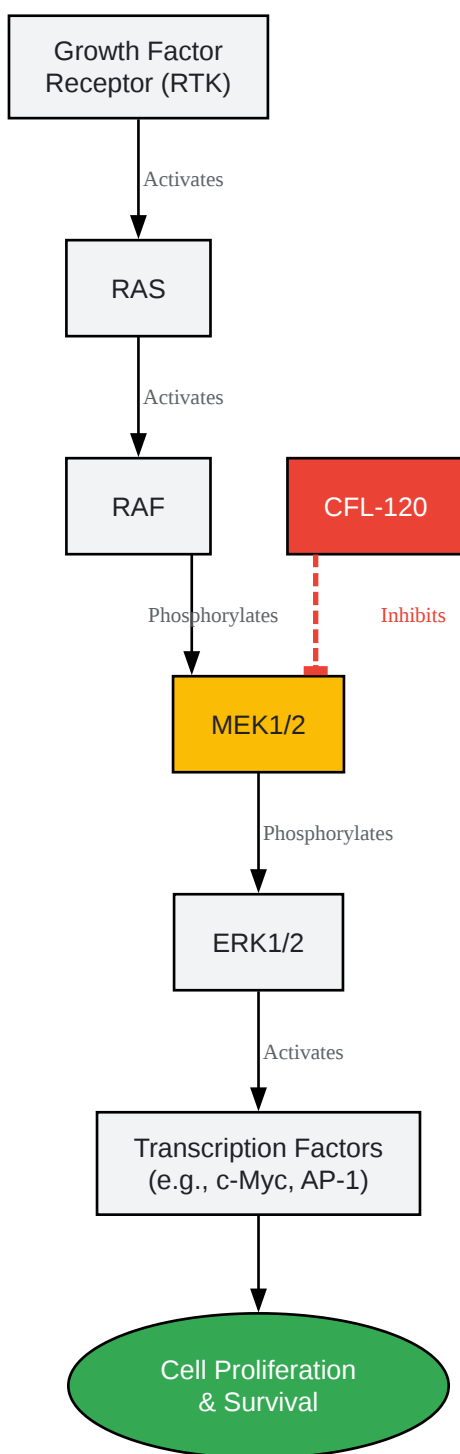 Growth Factor
Receptor (RTK)
Activates
RAS
Activates
RAF
CFL-120
Phosphorylates
Inhibits
MEK1/2
Phosphorylates
ERK1/2
Activates
Transcription Factors
(e.g., c-Myc, AP-1)
Cell Proliferation
& Survival